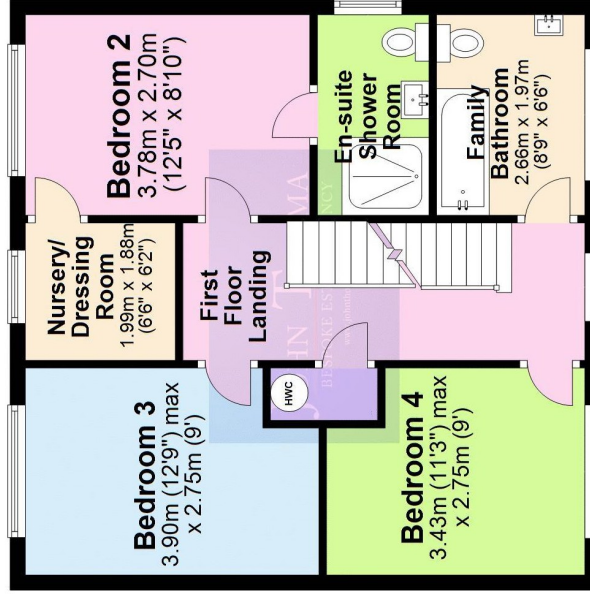 Bedroom 2
3.78m x 2.70m
(12'5" x 8'10")
En-suite
Shower
Room
Family
Bathroom
2.66m x 1.97m
(8'9" x 6'6")
Nursery/
Dressing
Room
1.99m x 1.88m
(6'6" x 6'2")
First
Floor
Landing
HWC
Bedroom 3
3.90m (12'9") max
x 2.75m (9')
Bedroom 4
3.43m (11'3") max
x 2.75m (9')